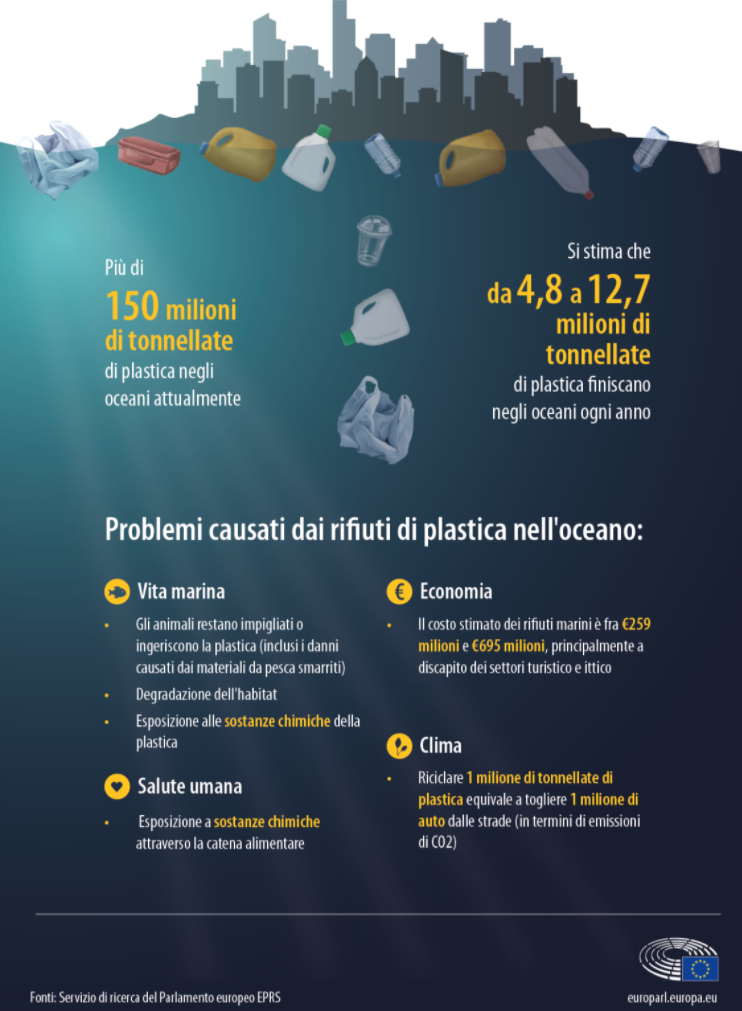 Più di
150 milioni
di tonnellate
di plastica negli
oceani attualmente
Si stima che
da 4,8 a 12,7
milioni di
tonnellate
di plastica finiscano
negli oceani ogni anno
Problemi causati dai rifiuti di plastica nell'oceano:
Vita marina
• Gli animali restano impigliati o
ingeriscono la plastica (inclusi i danni
causati dai materiali da pesca smarriti)
• Degradazione dell'habitat
• Esposizione alle sostanze chimiche della
plastica
Salute umana
• Esposizione a sostanze chimiche
attraverso la catena alimentare
€ Economia
• Il costo stimato dei rifiuti marini è fra €259
milioni e €695 milioni, principalmente a
discapito dei settori turistico e ittico
Clima
• Riciclare 1 milione di tonnellate di
plastica equivale a togliere 1 milione di
auto dalle strade (in termini di emissioni
di CO2)
Fonti: Servizio di ricerca del Parlamento europeo EPRS
europarl.europa.eu